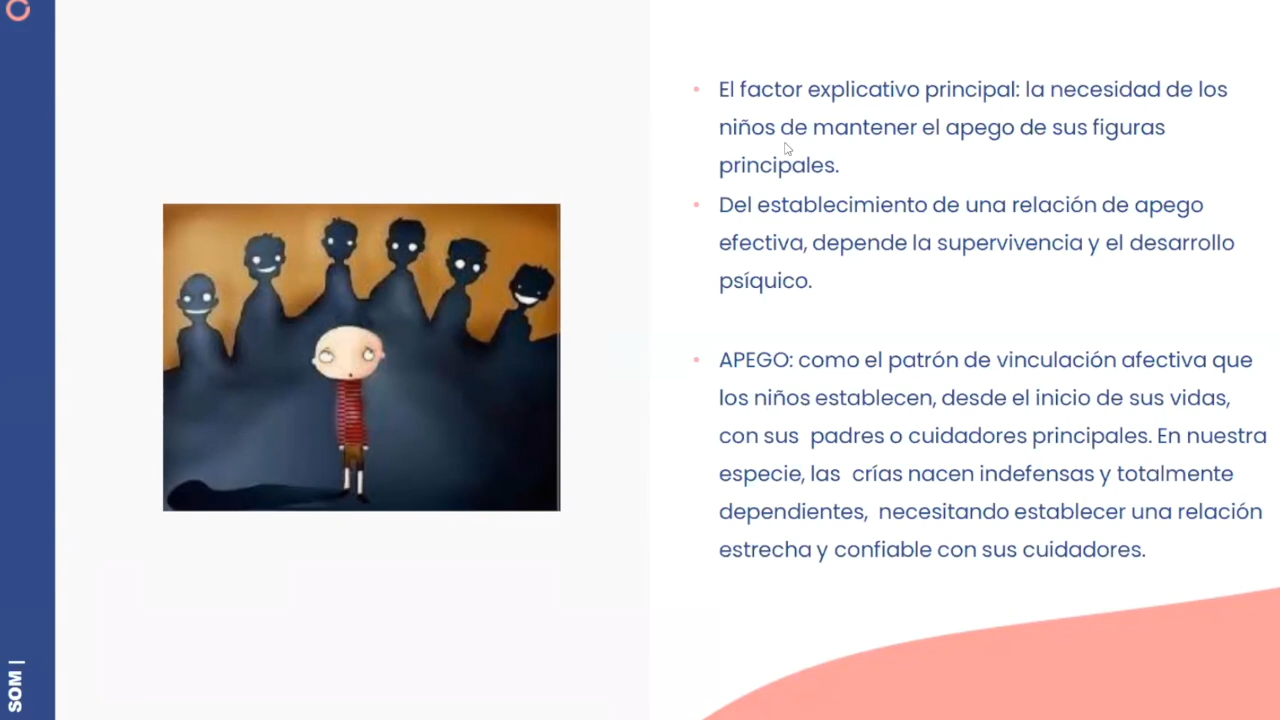 El factor explicativo principal: la necesidad de los
niños de mantener el apego de sus figuras
principales.
Del establecimiento de una relación de apego
efectiva, depende la supervivencia y el desarrollo
psíquico.
APEGO: como el patrón de vinculación afectiva que
los niños establecen, desde el inicio de sus vidas,
con sus padres o cuidadores principales. En nuestra
especie, las crías nacen indefensas y totalmente
dependientes, necesitando establecer una relación
estrecha y confiable con sus cuidadores.
SOM |